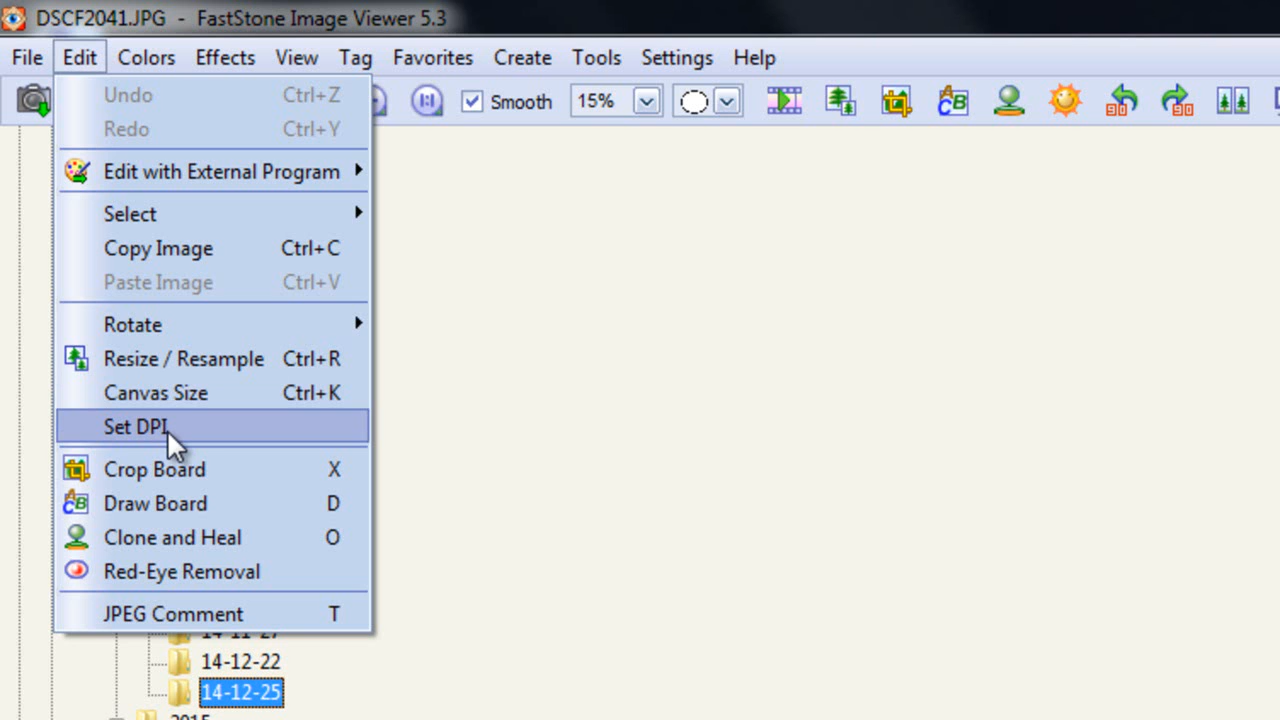 DSCF2041.JPG - FastStone Image Viewer 5.3
File Edit Colors Effects View Tag Favorites Create Tools Settings Help
Smooth 15%
Undo Ctrl+Z
Redo Ctrl+Y
Edit with External Program
Select
Copy Image Ctrl+C
Paste Image Ctrl+V
Rotate
Resize / Resample Ctrl+R
Canvas Size Ctrl+K
Set DPI
Crop Board X
Draw Board D
Clone and Heal O
Red-Eye Removal
JPEG Comment T
14-12-22
14-12-25
2015